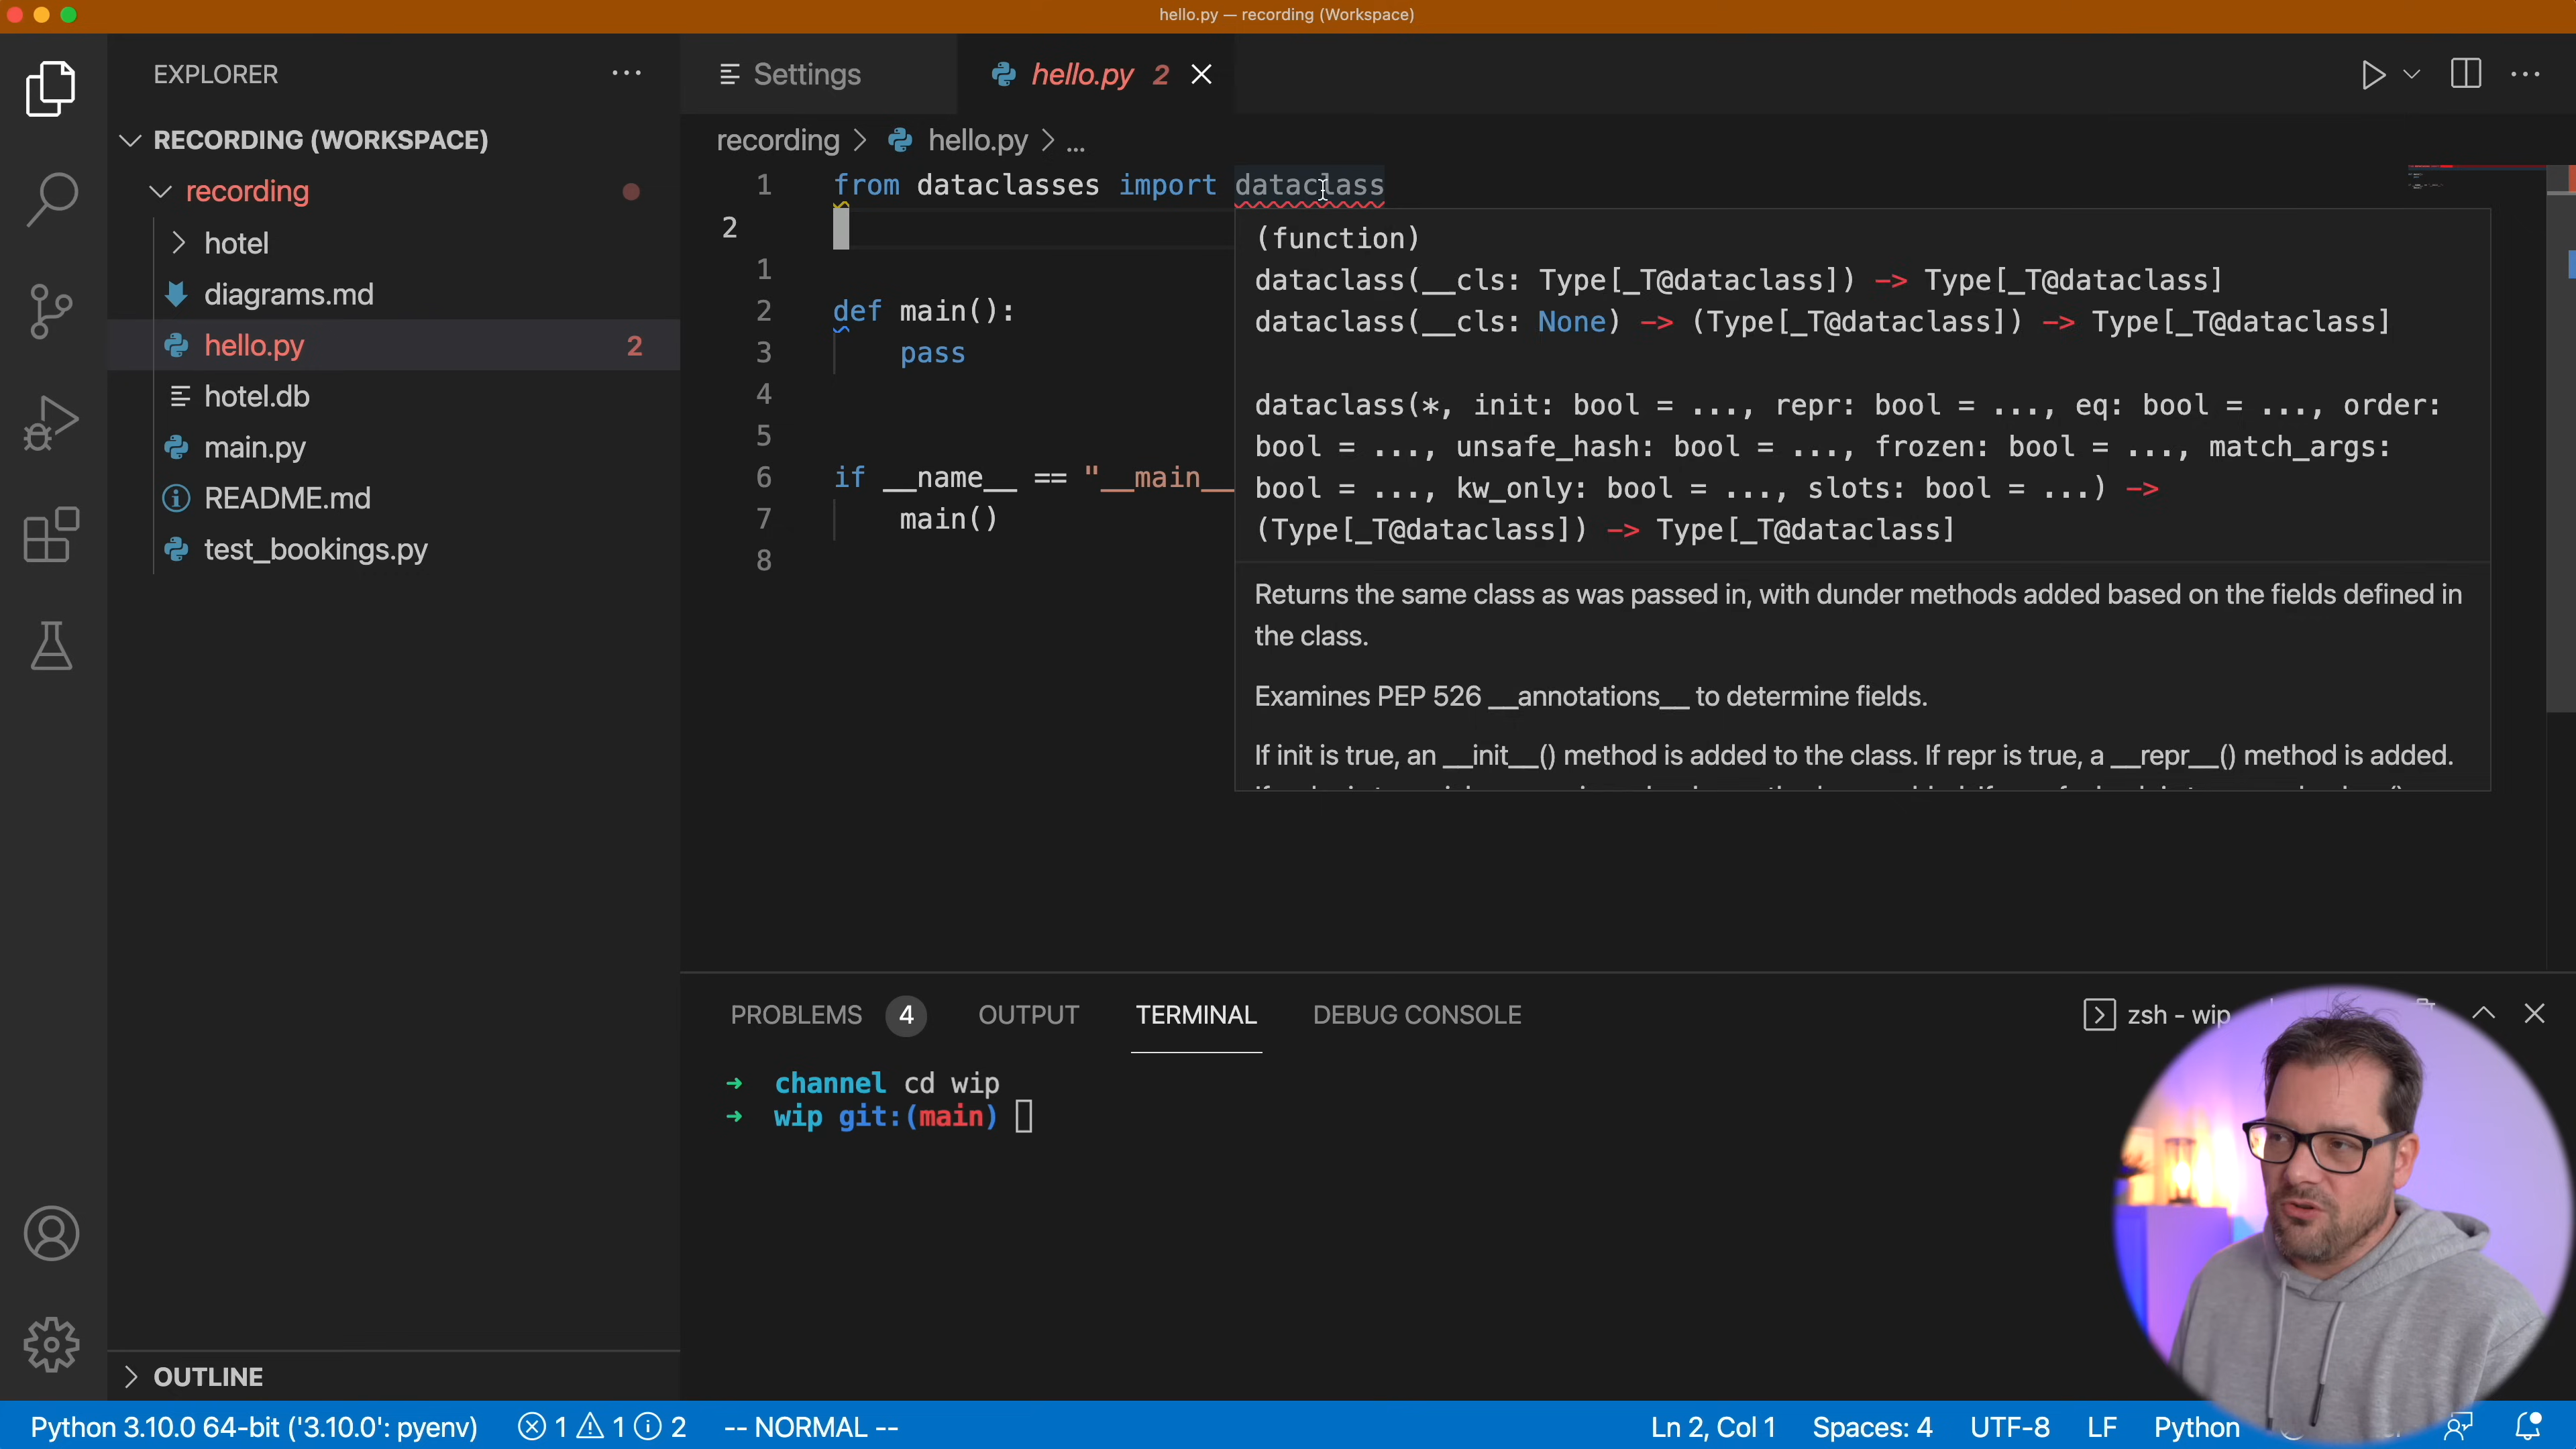 hello.py — recording (Workspace)
EXPLORER
Settings
hello.py 2
RECORDING (WORKSPACE)
recording
hotel
diagrams.md
hello.py 2
hotel.db
main.py
README.md
test_bookings.py
OUTLINE
recording > hello.py > ...
1 from dataclasses import dataclass
2
1
2 def main():
3 pass
4
5
6 if __name__ == "__main__
7 main()
8
(function)
dataclass(__cls: Type[_T@dataclass]) -> Type[_T@dataclass]
dataclass(__cls: None) -> (Type[_T@dataclass]) -> Type[_T@dataclass]
dataclass(*, init: bool = ..., repr: bool = ..., eq: bool = ..., order:
bool = ..., unsafe_hash: bool = ..., frozen: bool = ..., match_args:
bool = ..., kw_only: bool = ..., slots: bool = ...) ->
(Type[_T@dataclass]) -> Type[_T@dataclass]
Returns the same class as was passed in, with dunder methods added based on the fields defined in
the class.
Examines PEP 526 __annotations__ to determine fields.
If init is true, an __init__() method is added to the class. If repr is true, a __repr__() method is added.
PROBLEMS 4 OUTPUT TERMINAL DEBUG CONSOLE
zsh - wip
➜ channel cd wip
➜ wip git:(main)
Python 3.10.0 64-bit ('3.10.0': pyenv) 1 1 2 -- NORMAL -- Ln 2, Col 1 Spaces: 4 UTF-8 LF Python